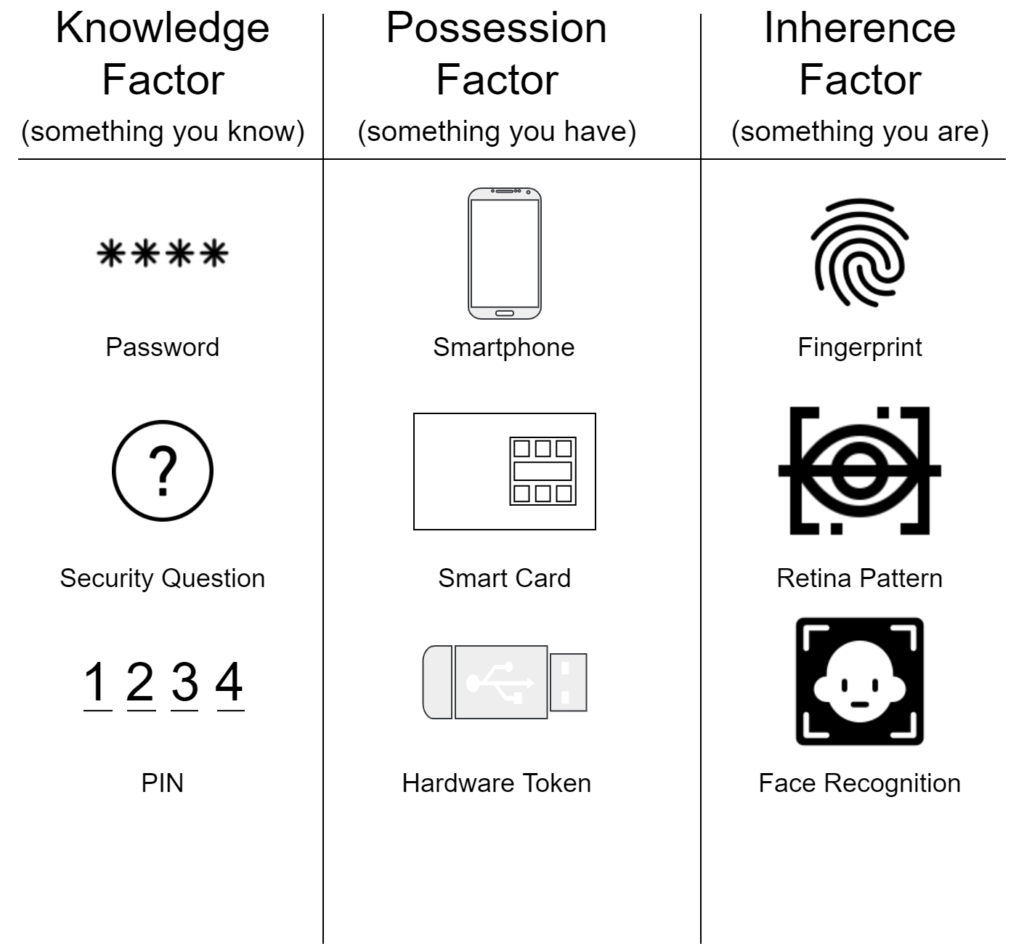 Knowledge
Factor
(something you know)
Possession
Factor
(something you have)
Inherence
Factor
(something you are)
****
Password
Smartphone
Fingerprint
?
Security Question
Smart Card
Retina Pattern
1 2 3 4
PIN
Hardware Token
Face Recognition